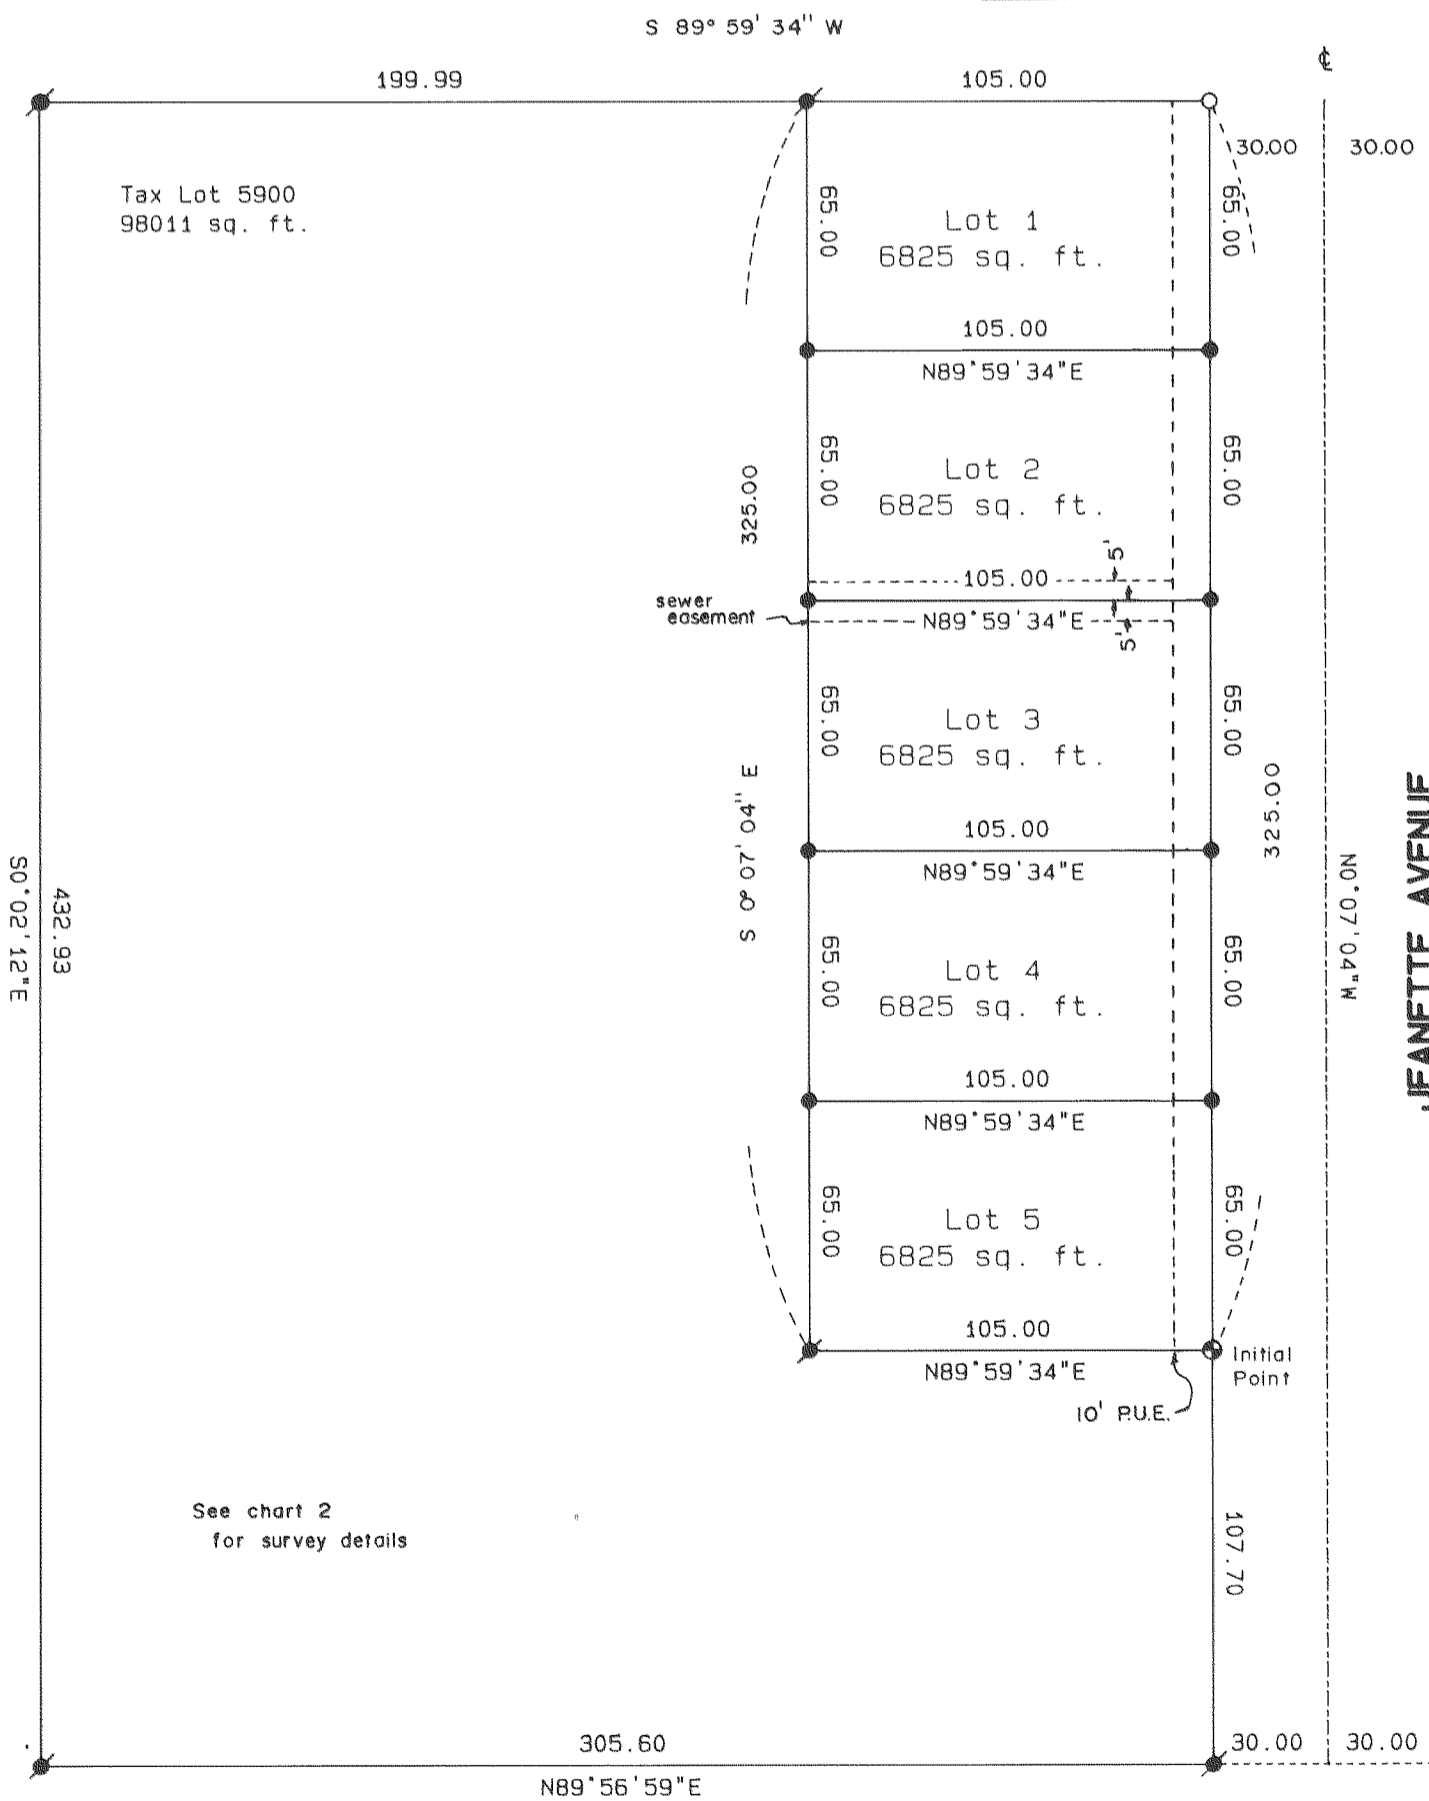 S 89° 59' 34" W
℄
199.99
105.00
30.00
30.00
Tax Lot 5900
98011 sq. ft.
65.00
Lot 1
6825 sq. ft.
65.00
105.00
N89°59'34"E
65.00
Lot 2
6825 sq. ft.
65.00
325.00
5'
105.00
sewer
easement
N89°59'34"E
5'
65.00
Lot 3
6825 sq. ft.
65.00
S 0° 07' 04" E
325.00
105.00
N89°59'34"E
JEANETTE AVENUE
N0°07'04"W
S0°02'12"E
432.93
65.00
Lot 4
6825 sq. ft.
65.00
105.00
N89°59'34"E
65.00
Lot 5
6825 sq. ft.
65.00
105.00
N89°59'34"E
Initial
Point
10' P.U.E.
See chart 2
for survey details
107.70
305.60
N89°56'59"E
30.00
30.00